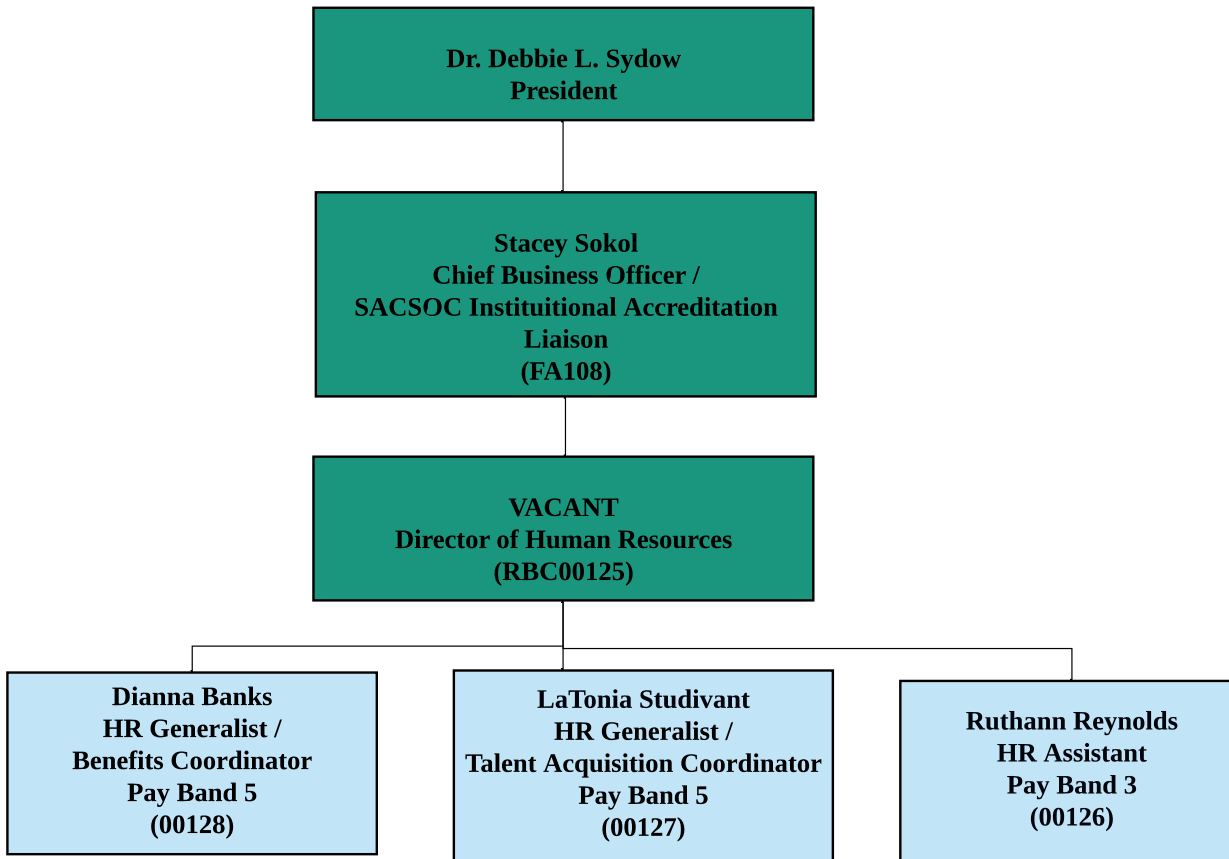 Dr. Debbie L. Sydow
President
Stacey Sokol
Chief Business Officer /
SACSOC Instituitional Accreditation
Liaison
(FA108)
VACANT
Director of Human Resources
(RBC00125)
Dianna Banks
HR Generalist /
Benefits Coordinator
Pay Band 5
(00128)
LaTonia Studivant
HR Generalist /
Talent Acquisition Coordinator
Pay Band 5
(00127)
Ruthann Reynolds
HR Assistant
Pay Band 3
(00126)